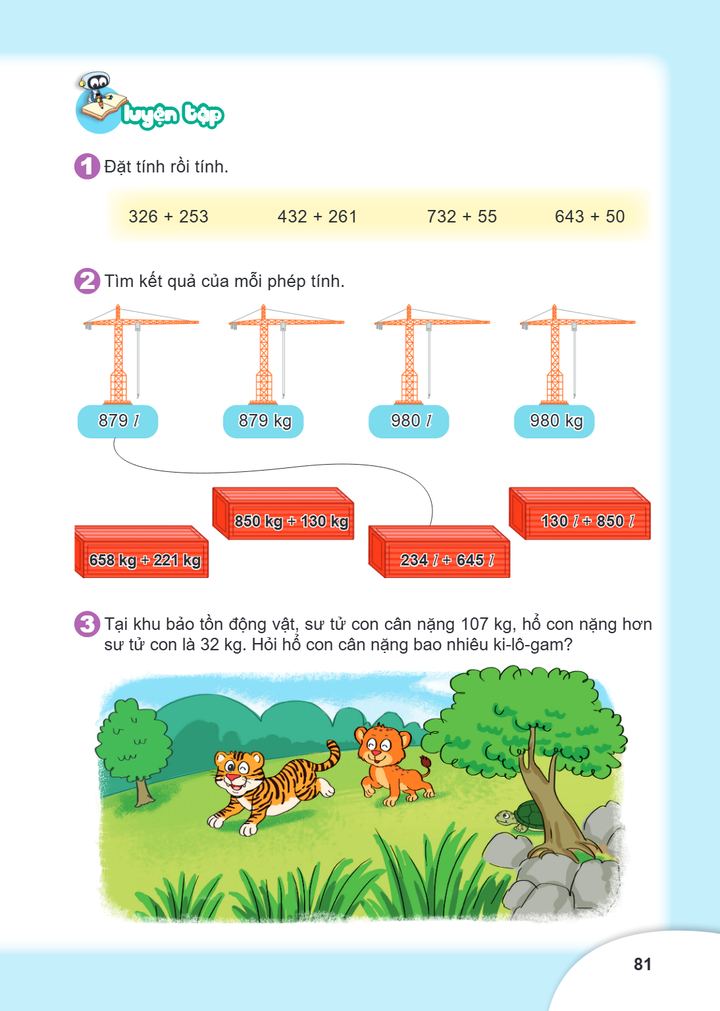 luyện tập
1 Đặt tính rồi tính.
326 + 253 432 + 261 732 + 55 643 + 50
2 Tìm kết quả của mỗi phép tính.
879 l 879 kg 980 l 980 kg
850 kg + 130 kg 130 l + 850 l
658 kg + 221 kg 234 l + 645 l
3 Tại khu bảo tồn động vật, sư tử con cân nặng 107 kg, hổ con nặng hơn
sư tử con là 32 kg. Hỏi hổ con cân nặng bao nhiêu ki-lô-gam?
81